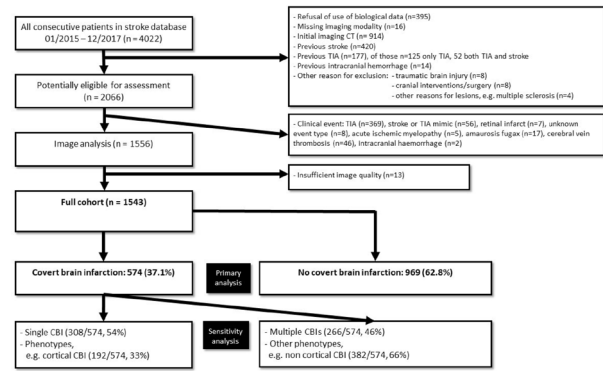 All consecutive patients in stroke database
01/2015 – 12/2017 (n = 4022)
- Refusal of use of biological data (n=395)
- Missing imaging modality (n=16)
- Initial imaging CT (n= 914)
- Previous stroke (n=420)
- Previous TIA (n=177), of those n=125 only TIA, 52 both TIA and stroke
- Previous intracranial hemorrhage (n=14)
- Other reason for exclusion: - traumatic brain injury (n=8)
- cranial interventions/surgery (n=8)
- other reasons for lesions, e.g. multiple sclerosis (n=4)
Potentially eligible for assessment
(n = 2066)
- Clinical event: TIA (n=369), stroke or TIA mimic (n=56), retinal infarct (n=7), unknown
event type (n=8), acute ischemic myelopathy (n=5), amaurosis fugax (n=17), cerebral vein
thrombosis (n=46), intracranial haemorrhage (n=2)
Image analysis (n = 1556)
- Insufficient image quality (n=13)
Full cohort (n = 1543)
Covert brain infarction: 574 (37.1%)
Primary
analysis
No covert brain infarction: 969 (62.8%)
- Single CBI (308/574, 54%)
- Phenotypes,
e.g. cortical CBI (192/574, 33%)
Sensitivity
analysis
- Multiple CBIs (266/574, 46%)
- Other
phenotypes,
e.g. non cortical CBI (382/574, 66%)